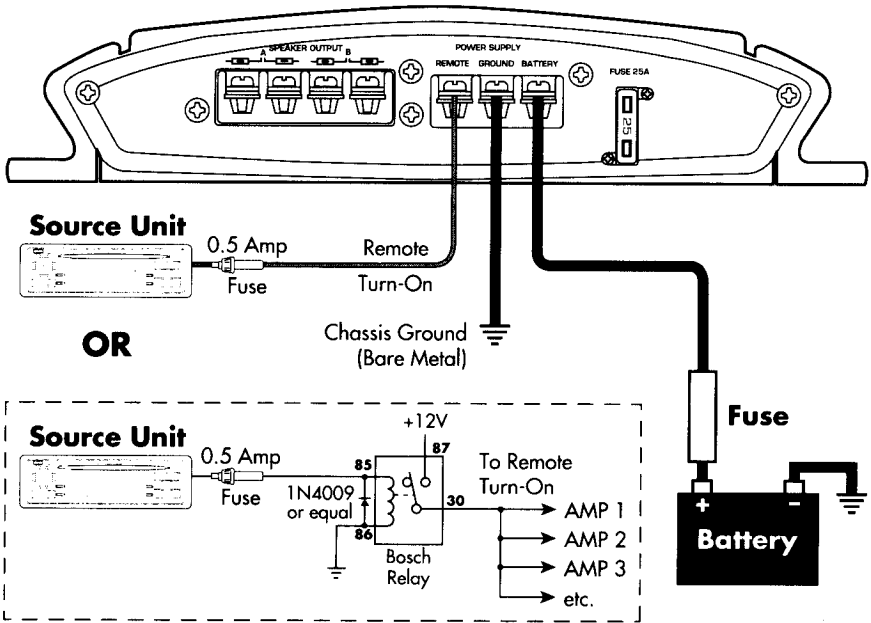 SPEAKER OUTPUT
A B
POWER SUPPLY
REMOTE GROUND BATTERY
FUSE 25A
25
Source Unit
0.5 Amp
Fuse
Remote
Turn-On
Chassis Ground
(Bare Metal)
OR
Fuse
+ −
Battery
Source Unit
0.5 Amp
Fuse
+12V
87
85
1N4009
or equal
86
30
Bosch
Relay
To Remote
Turn-On
AMP 1
AMP 2
AMP 3
etc.